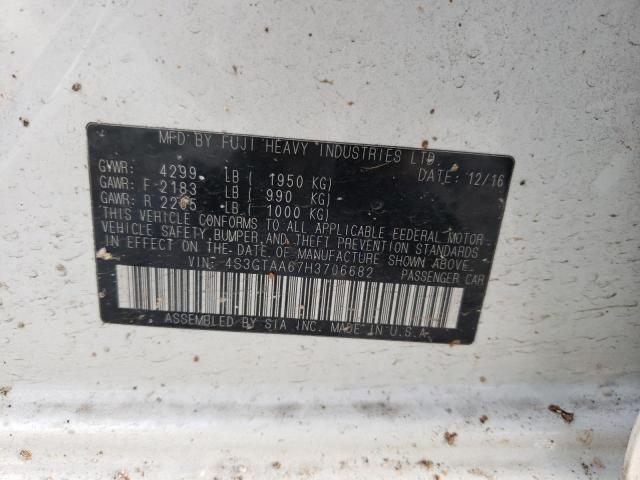 MFD BY FUJI HEAVY INDUSTRIES LTD.
GVWR: 4299 LB ( 1950 KG) DATE: 12/16
GAWR: F-2183 LB ( 990 KG)
GAWR: R 2205 LB ( 1000 KG)
THIS VEHICLE CONFORMS TO ALL APPLICABLE FEDERAL MOTOR
VEHICLE SAFETY, BUMPER, AND THEFT PREVENTION STANDARDS
IN EFFECT ON THE DATE OF MANUFACTURE SHOWN ABOVE.
VIN: 4S3GTAA67H3706682 PASSENGER CAR
ASSEMBLED BY SIA INC. MADE IN U.S.A.